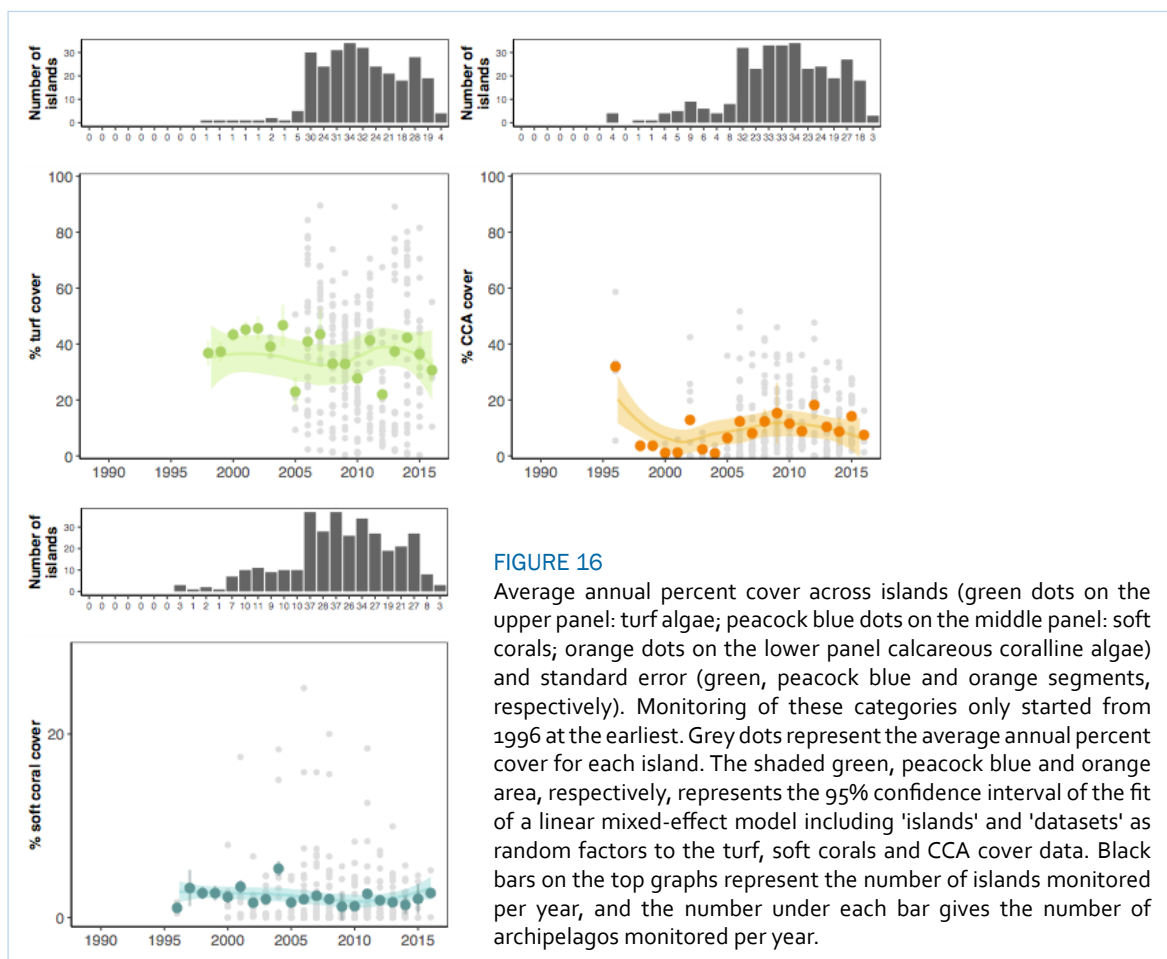 Number of
islands
30
20
10
0
0 0 0 0 0 0 0 0 0 1 1 1 1 1 2 1 5 30 24 31 34 32 24 21 18 28 19 4
% turf cover
100
80
60
40
20
0
1990 1995 2000 2005 2010 2015
Number of
islands
30
20
10
0
0 0 0 0 0 0 0 4 0 1 1 4 5 9 6 4 8 32 23 33 33 34 23 24 19 27 18 3
% CCA cover
100
80
60
40
20
0
1990 1995 2000 2005 2010 2015
Number of
islands
30
20
10
0
0 0 0 0 0 0 0 3 1 2 1 7 10 11 9 10 10 37 28 37 26 34 27 19 21 27 8 3
% soft coral cover
20
0
1990 1995 2000 2005 2010 2015
FIGURE 16
Average annual percent cover across islands (green dots on the
upper panel: turf algae; peacock blue dots on the middle panel: soft
corals; orange dots on the lower panel calcareous coralline algae)
and standard error (green, peacock blue and orange segments,
respectively). Monitoring of these categories only started from
1996 at the earliest. Grey dots represent the average annual percent
cover for each island. The shaded green, peacock blue and orange
area, respectively, represents the 95% confidence interval of the fit
of a linear mixed-effect model including 'islands' and 'datasets' as
random factors to the turf, soft corals and CCA cover data. Black
bars on the top graphs represent the number of islands monitored
per year, and the number under each bar gives the number of
archipelagos monitored per year.